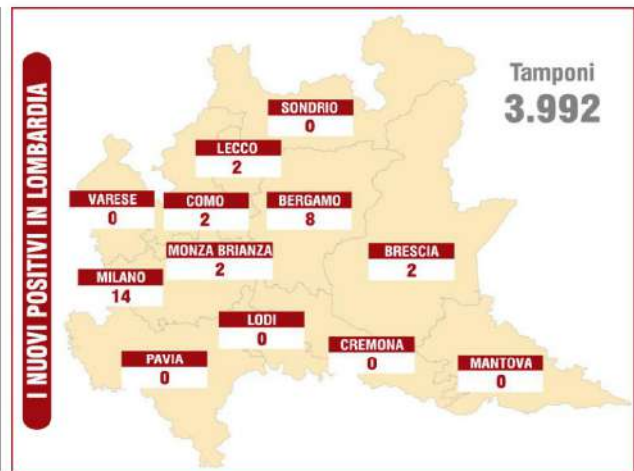 I NUOVI POSITIVI IN LOMBARDIA
Tamponi
3.992
SONDRIO
0
LECCO
2
VARESE
0
COMO
2
BERGAMO
8
MONZA BRIANZA
2
BRESCIA
2
MILANO
14
LODI
0
CREMONA
0
PAVIA
0
MANTOVA
0